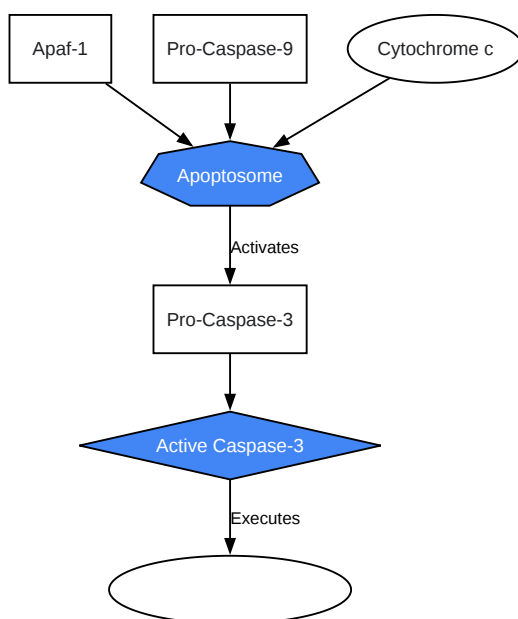 Apaf-1
Pro-Caspase-9
Cytochrome c
Apoptosome
Activates
Pro-Caspase-3
Active Caspase-3
Executes